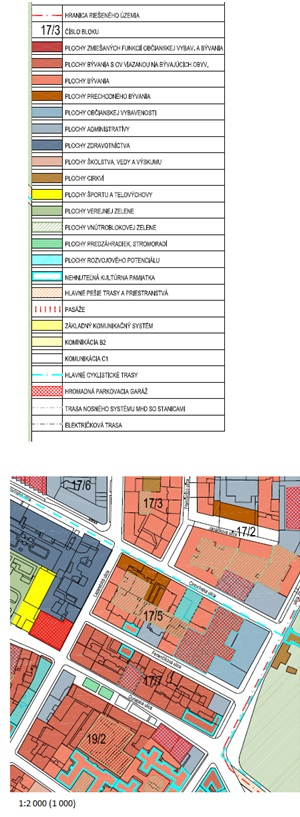 HRANICA RIEŠENÉHO ÚZEMIA
17/3 ČÍSLO BLOKU
PLOCHY ZMIEŠANÝCH FUNKCIÍ OBČIANSKEJ VYBAV. A BÝVANIA
PLOCHY BÝVANIA S OV VIAZANOU NA BÝVAJÚCICH OBYV.
PLOCHY BÝVANIA
PLOCHY PRECHODNÉHO BÝVANIA
PLOCHY OBČIANSKEJ VYBAVENOSTI
PLOCHY ADMINISTRATÍVY
PLOCHY ZDRAVOTNÍCTVA
PLOCHY ŠKOLSTVA, VEDY A VÝSKUMU
PLOCHY CIRKVÍ
PLOCHY ŠPORTU A TELOVÝCHOVY
PLOCHY VEREJNEJ ZELENE
PLOCHY VNÚTROBLOKOVEJ ZELENE
PLOCHY PREDZÁHRADIEK, STROMORADÍ
PLOCHY ROZVOJOVÉHO POTENCIÁLU
NEHNUTEĽNÁ KULTÚRNA PAMIATKA
HLAVNÉ PEŠIE TRASY A PRIESTRANSTVÁ
PASÁŽE
ZÁKLADNÝ KOMUNIKAČNÝ SYSTÉM
KOMINIKÁCIA B2
KOMUNIKÁCIA C1
HLAVNÉ CYKLISTICKÉ TRASY
HROMADNÁ PARKOVACIA GARÁŽ
TRASA NOSNÉHO SYSTÉMU MHD SO STANICAMI
ELEKTRIČKOVÁ TRASA
17/6
17/3
17/2
17/5
17/7
19/2
1:2 000 (1 000)